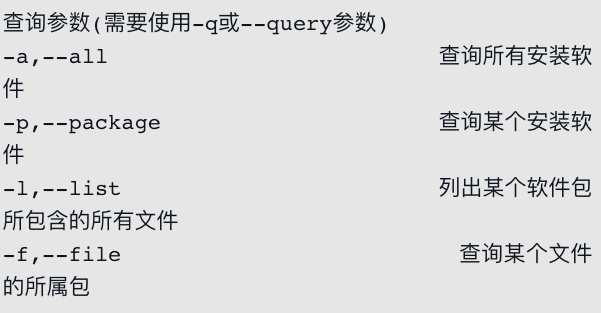 查询参数(需要使用-q或--query参数)
-a,--all 查询所有安装软
件
-p,--package 查询某个安装软
件
-l,--list 列出某个软件包
所包含的所有文件
-f,--file 查询某个文件
的所属包